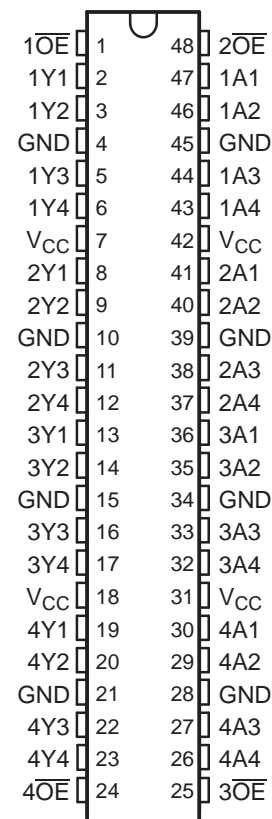 1O̅E̅ 1 48 2O̅E̅
1Y1 2 47 1A1
1Y2 3 46 1A2
GND 4 45 GND
1Y3 5 44 1A3
1Y4 6 43 1A4
VCC 7 42 VCC
2Y1 8 41 2A1
2Y2 9 40 2A2
GND 10 39 GND
2Y3 11 38 2A3
2Y4 12 37 2A4
3Y1 13 36 3A1
3Y2 14 35 3A2
GND 15 34 GND
3Y3 16 33 3A3
3Y4 17 32 3A4
VCC 18 31 VCC
4Y1 19 30 4A1
4Y2 20 29 4A2
GND 21 28 GND
4Y3 22 27 4A3
4Y4 23 26 4A4
4O̅E̅ 24 25 3O̅E̅